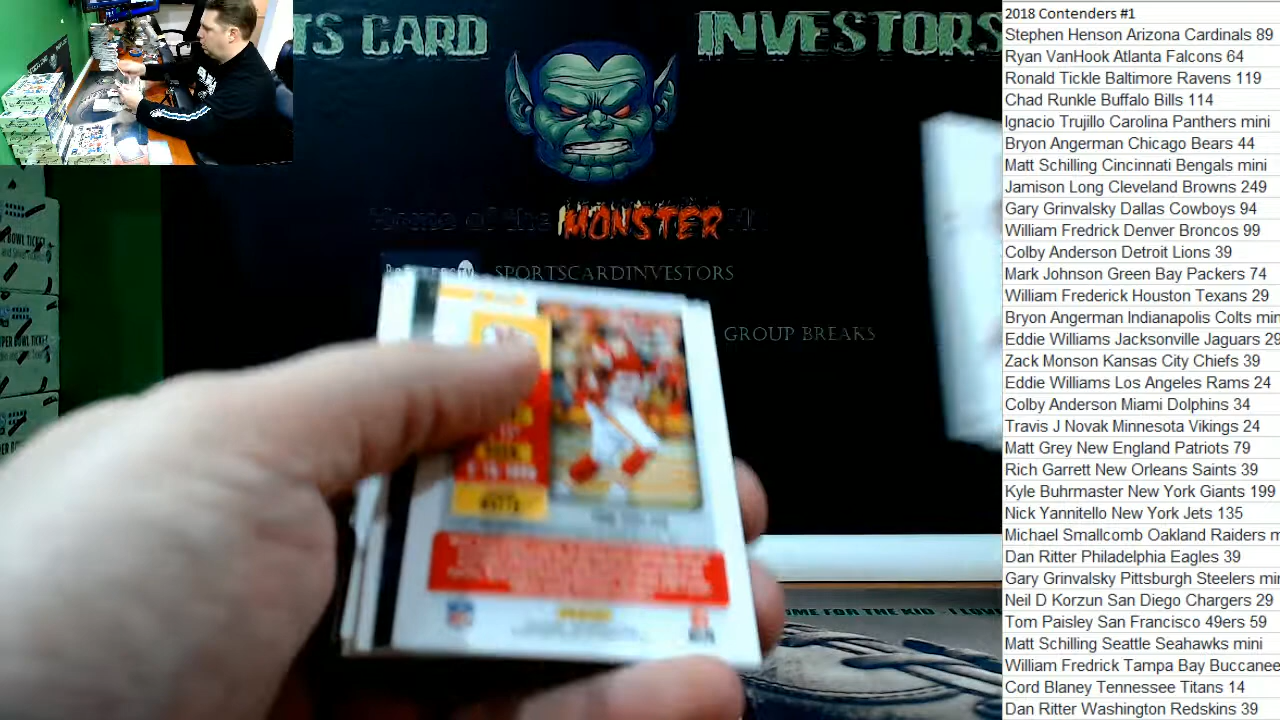 TS CARD INVESTORS
Home of the MONSTER
SPORTSCARDINVESTORS
GROUP BREAKS
PER BOWL TICKET
TIME FOR THE KID - I LOV
2018 Contenders #1
Stephen Henson Arizona Cardinals 89
Ryan VanHook Atlanta Falcons 64
Ronald Tickle Baltimore Ravens 119
Chad Runkle Buffalo Bills 114
Ignacio Trujillo Carolina Panthers mini
Bryon Angerman Chicago Bears 44
Matt Schilling Cincinnati Bengals mini
Jamison Long Cleveland Browns 249
Gary Grinvalsky Dallas Cowboys 94
William Fredrick Denver Broncos 99
Colby Anderson Detroit Lions 39
Mark Johnson Green Bay Packers 74
William Frederick Houston Texans 29
Bryon Angerman Indianapolis Colts min
Eddie Williams Jacksonville Jaguars 29
Zack Monson Kansas City Chiefs 39
Eddie Williams Los Angeles Rams 24
Colby Anderson Miami Dolphins 34
Travis J Novak Minnesota Vikings 24
Matt Grey New England Patriots 79
Rich Garrett New Orleans Saints 39
Kyle Buhrmaster New York Giants 199
Nick Yannitello New York Jets 135
Michael Smallcomb Oakland Raiders m
Dan Ritter Philadelphia Eagles 39
Gary Grinvalsky Pittsburgh Steelers min
Neil D Korzun San Diego Chargers 29
Tom Paisley San Francisco 49ers 59
Matt Schilling Seattle Seahawks mini
William Fredrick Tampa Bay Buccanee
Cord Blaney Tennessee Titans 14
Dan Ritter Washington Redskins 39